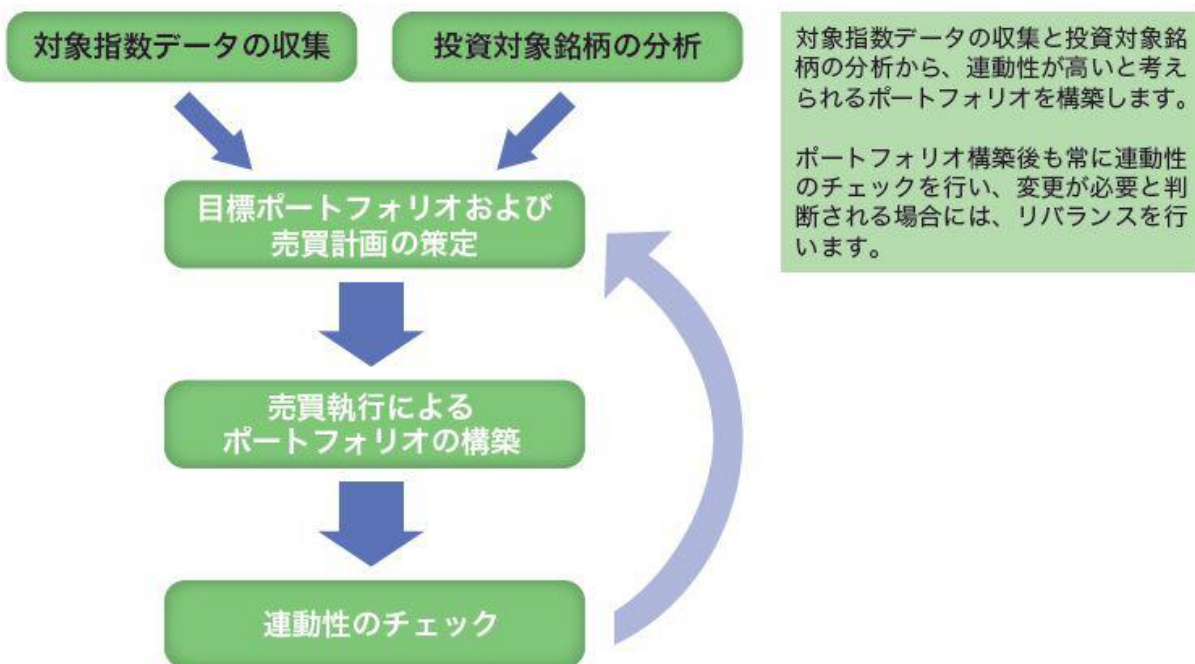 対象指数データの収集
投資対象銘柄の分析
対象指数データの収集と投資対象銘
柄の分析から、連動性が高いと考え
られるポートフォリオを構築します。
ポートフォリオ構築後も常に連動性
のチェックを行い、変更が必要と判
断される場合には、リバランスを行
います。
目標ポートフォリオおよび
売買計画の策定
売買執行による
ポートフォリオの構築
連動性のチェック